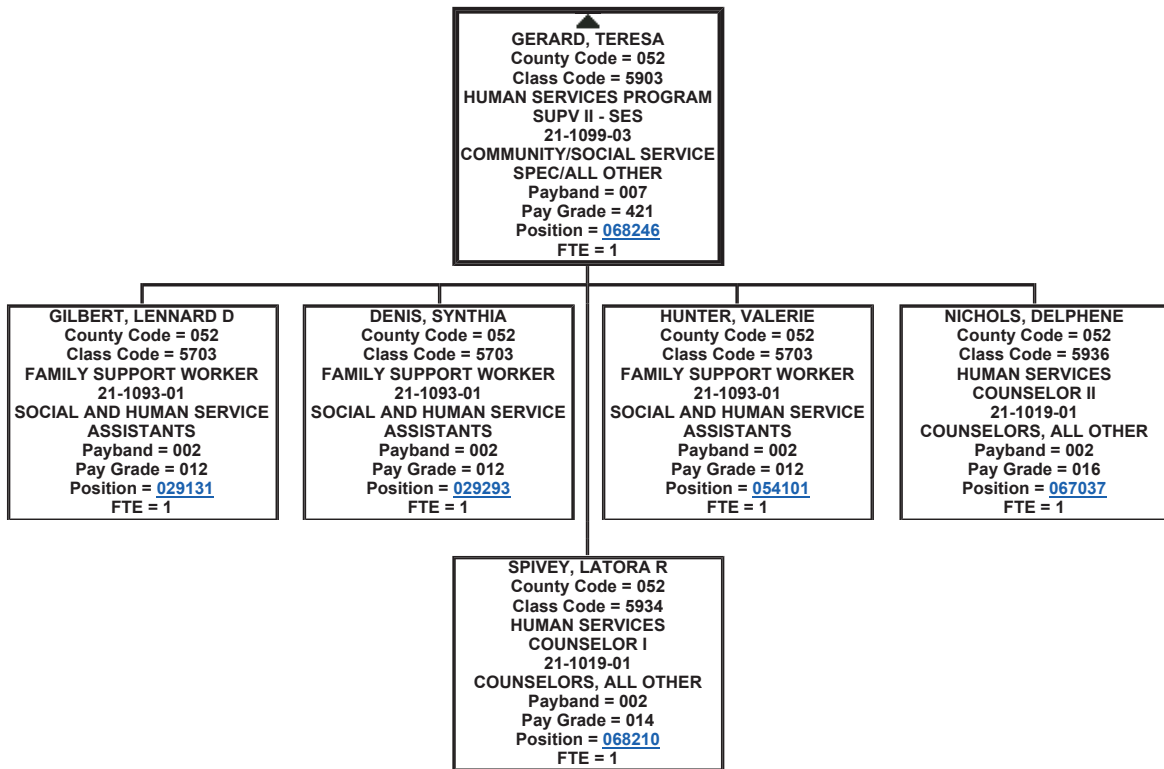 GERARD, TERESA
County Code = 052
Class Code = 5903
HUMAN SERVICES PROGRAM
SUPV II - SES
21-1099-03
COMMUNITY/SOCIAL SERVICE
SPEC/ALL OTHER
Payband = 007
Pay Grade = 421
Position = 068246
FTE = 1
GILBERT, LENNARD D
County Code = 052
Class Code = 5703
FAMILY SUPPORT WORKER
21-1093-01
SOCIAL AND HUMAN SERVICE
ASSISTANTS
Payband = 002
Pay Grade = 012
Position = 029131
FTE = 1
DENIS, SYNTHIA
County Code = 052
Class Code = 5703
FAMILY SUPPORT WORKER
21-1093-01
SOCIAL AND HUMAN SERVICE
ASSISTANTS
Payband = 002
Pay Grade = 012
Position = 029293
FTE = 1
HUNTER, VALERIE
County Code = 052
Class Code = 5703
FAMILY SUPPORT WORKER
21-1093-01
SOCIAL AND HUMAN SERVICE
ASSISTANTS
Payband = 002
Pay Grade = 012
Position = 054101
FTE = 1
NICHOLS, DELPHENE
County Code = 052
Class Code = 5936
HUMAN SERVICES
COUNSELOR II
21-1019-01
COUNSELORS, ALL OTHER
Payband = 002
Pay Grade = 016
Position = 067037
FTE = 1
SPIVEY, LATORA R
County Code = 052
Class Code = 5934
HUMAN SERVICES
COUNSELOR I
21-1019-01
COUNSELORS, ALL OTHER
Payband = 002
Pay Grade = 014
Position = 068210
FTE = 1